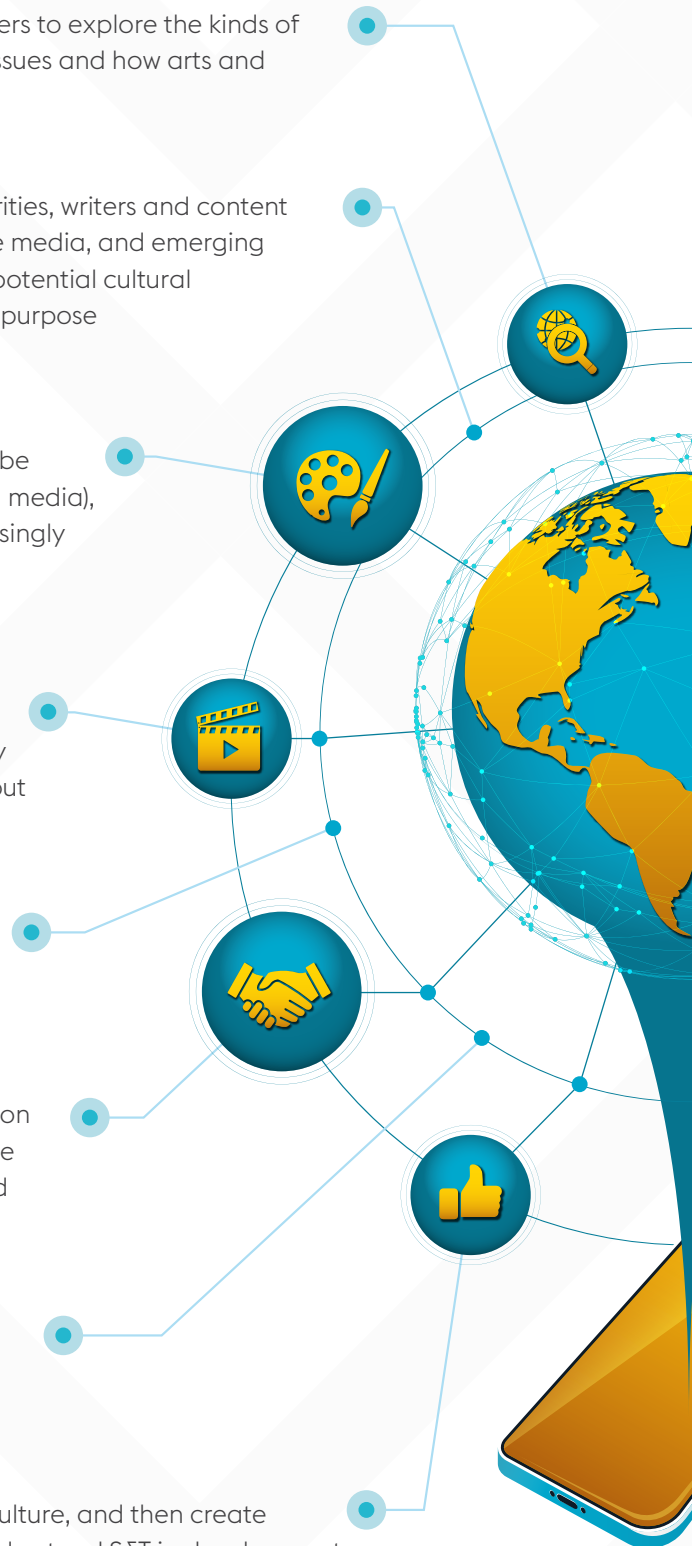 ers to explore the kinds of
ssues and how arts and
rities, writers and content
e media, and emerging
potential cultural
purpose
be
media),
singly
y
out
on
e
d
ulture, and then create